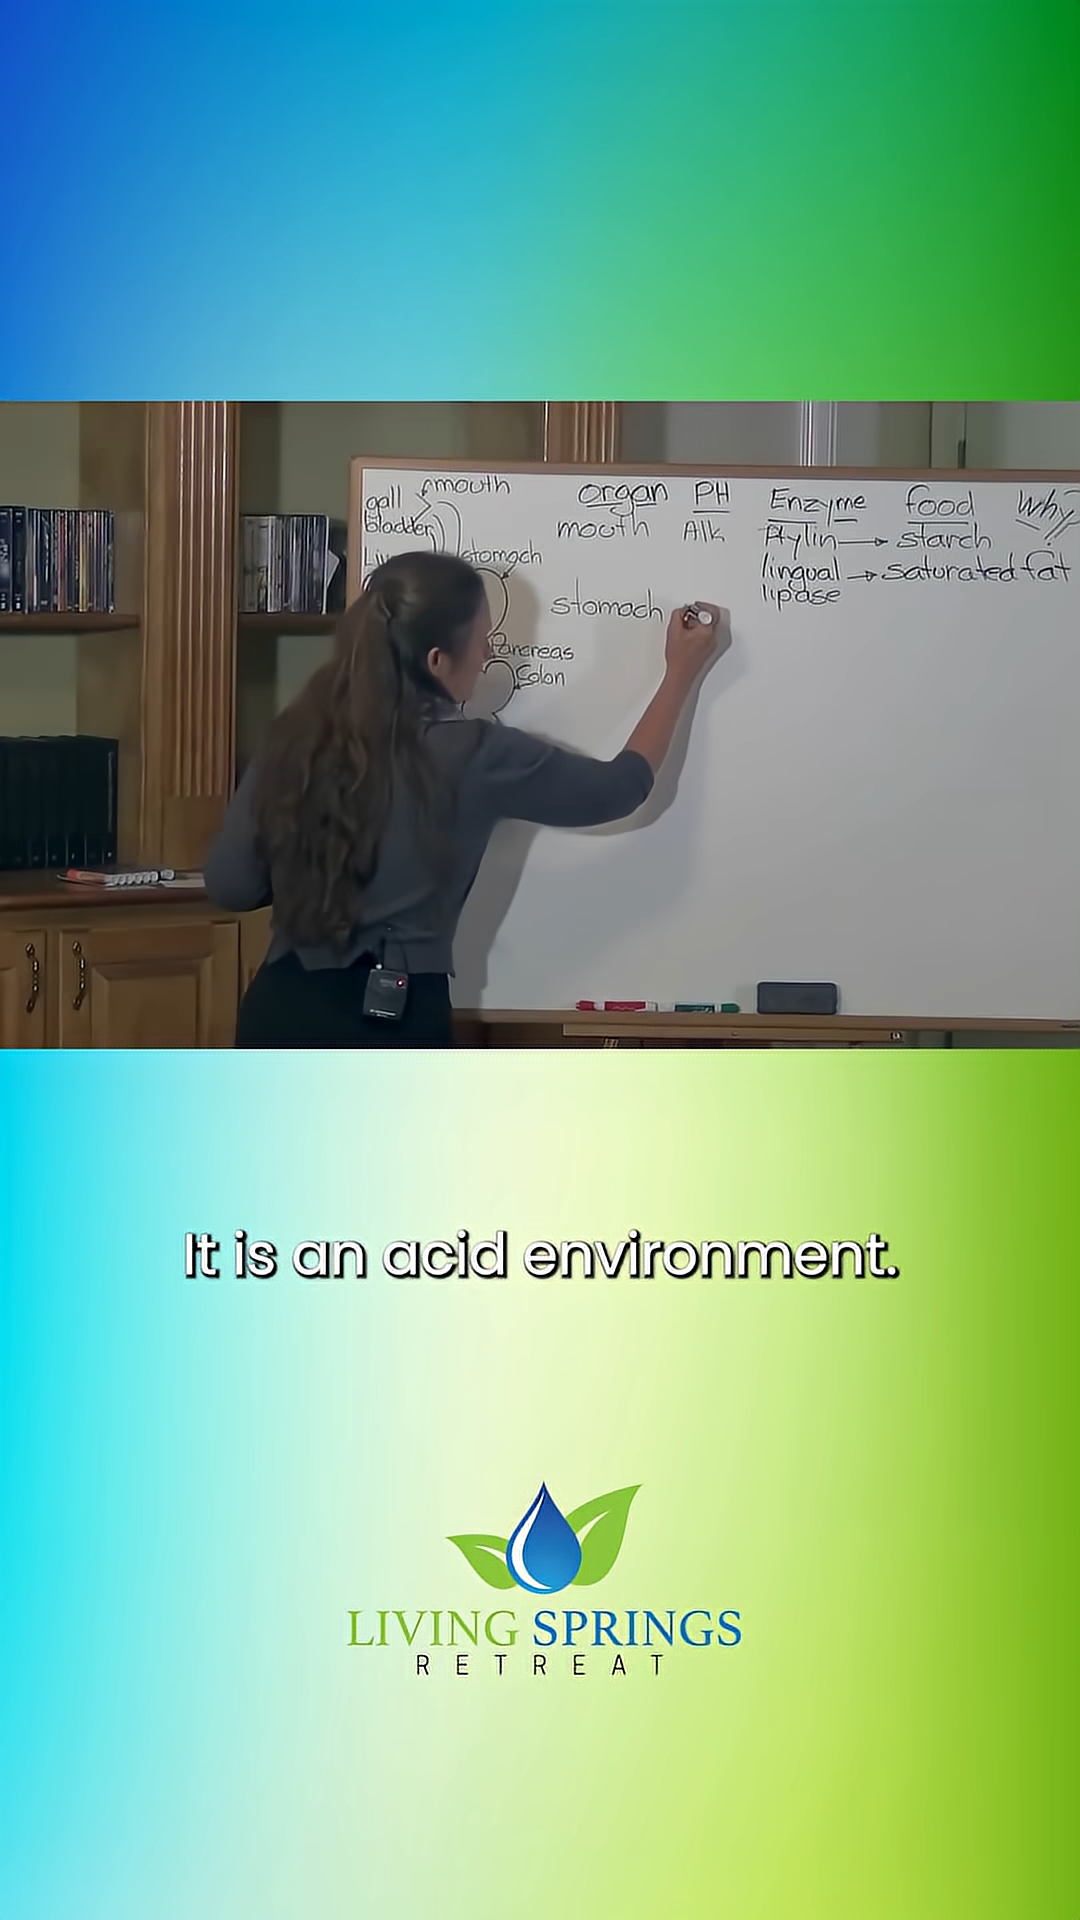 mouth
gall
bladder
stomach
Pancreas
Colon
organ PH Enzyme food Why?
mouth Alk Ptylin → starch
lingual → saturated fat
lipase
stomach
It is an acid environment.
LIVING SPRINGS
RETREAT